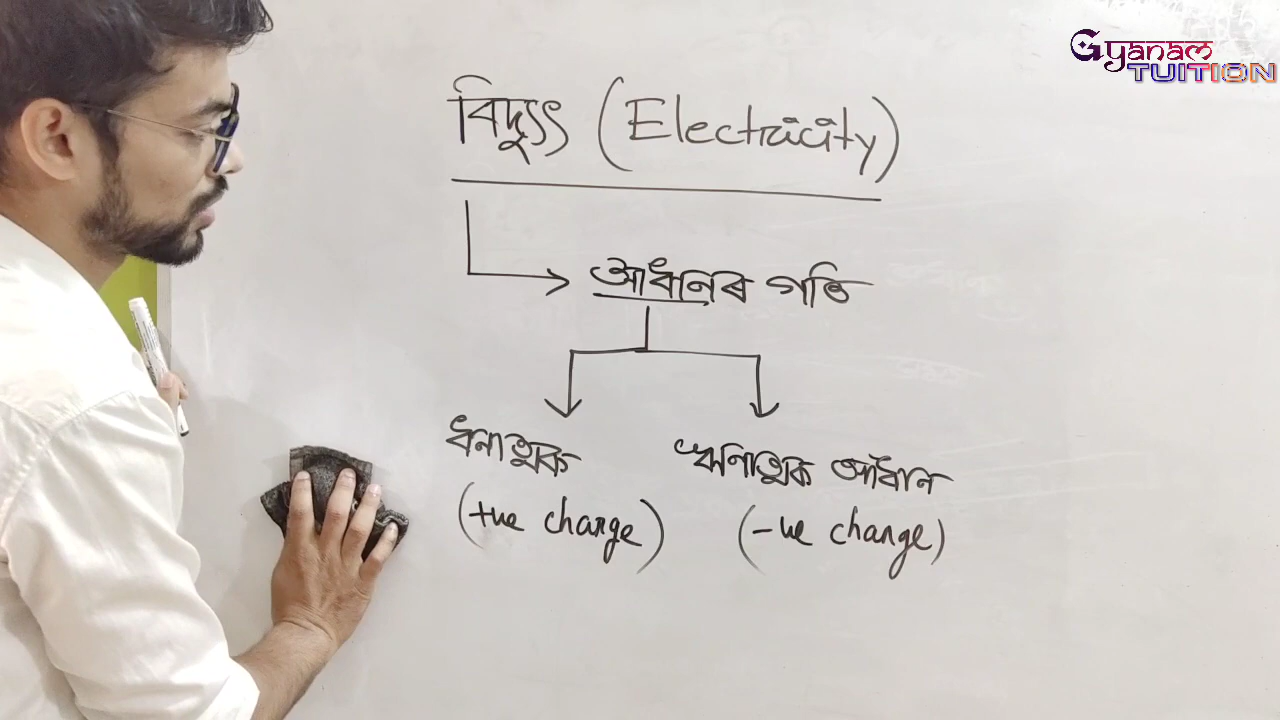 Gyanam
TUITION
বিদ্যুৎ (Electricity)
আধানৰ গতি
ধনাত্মক
ঋণাত্মক আধান
(+ve charge)
(-ve charge)